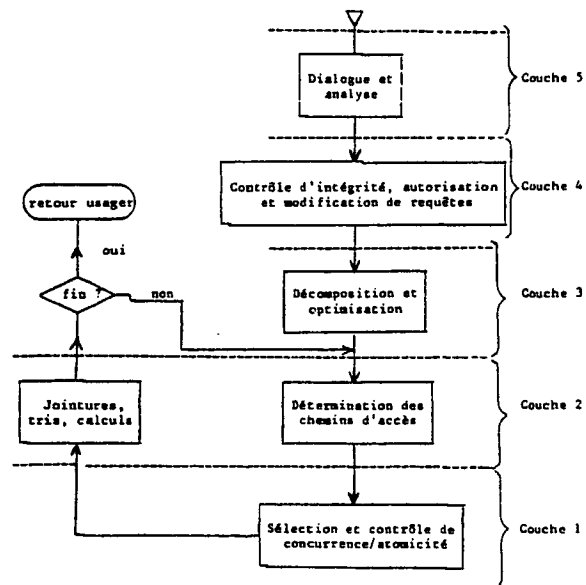 Dialogue et
analyse
Couche 5
Contrôle d'intégrité, autorisation
et modification de requêtes
Couche 4
retour usager
oui
fin ?
non
Décomposition et
optimisation
Couche 3
Jointures,
tris, calculs
Détermination des
chemins d'accès
Couche 2
Sélection et contrôle de
concurrence/atomicité
Couche 1